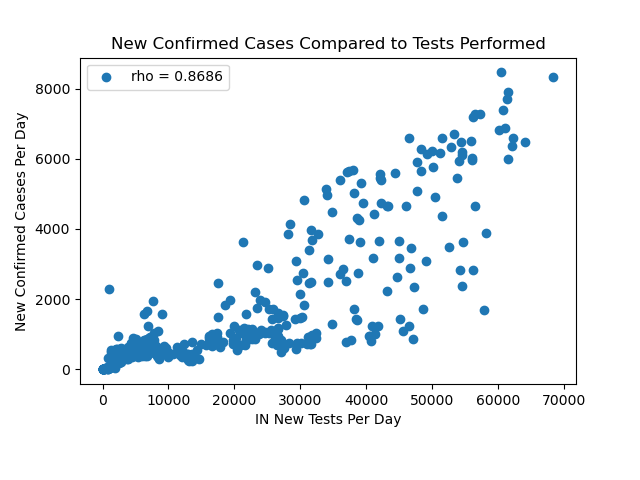 New Confirmed Cases Compared to Tests Performed
rho = 0.8686
New Confirmed Caeses Per Day
8000
6000
4000
2000
0
0 10000 20000 30000 40000 50000 60000 70000
IN New Tests Per Day